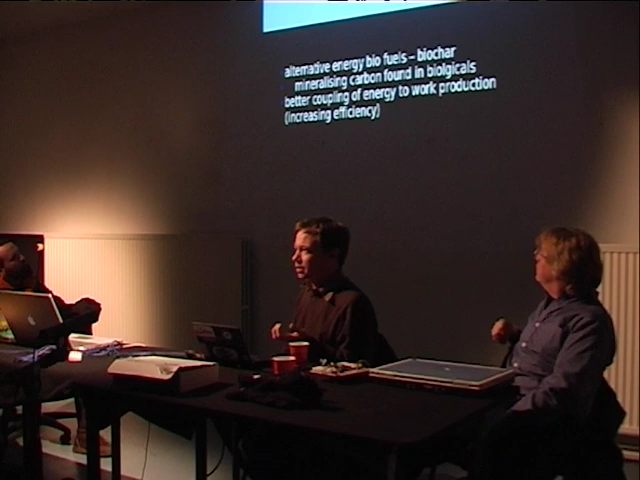 alternative energy bio fuels – biochar
mineralising carbon found in biolgicals
better coupling of energy to work production
(increasing efficiency)